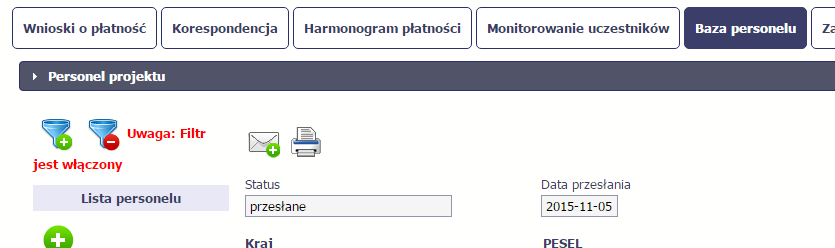 Wnioski o płatność Korespondencja Harmonogram płatności Monitorowanie uczestników Baza personelu Za
Personel projektu
Uwaga: Filtr
jest włączony
Lista personelu
Status Data przesłania
przesłane 2015-11-05
Kraj PESEL